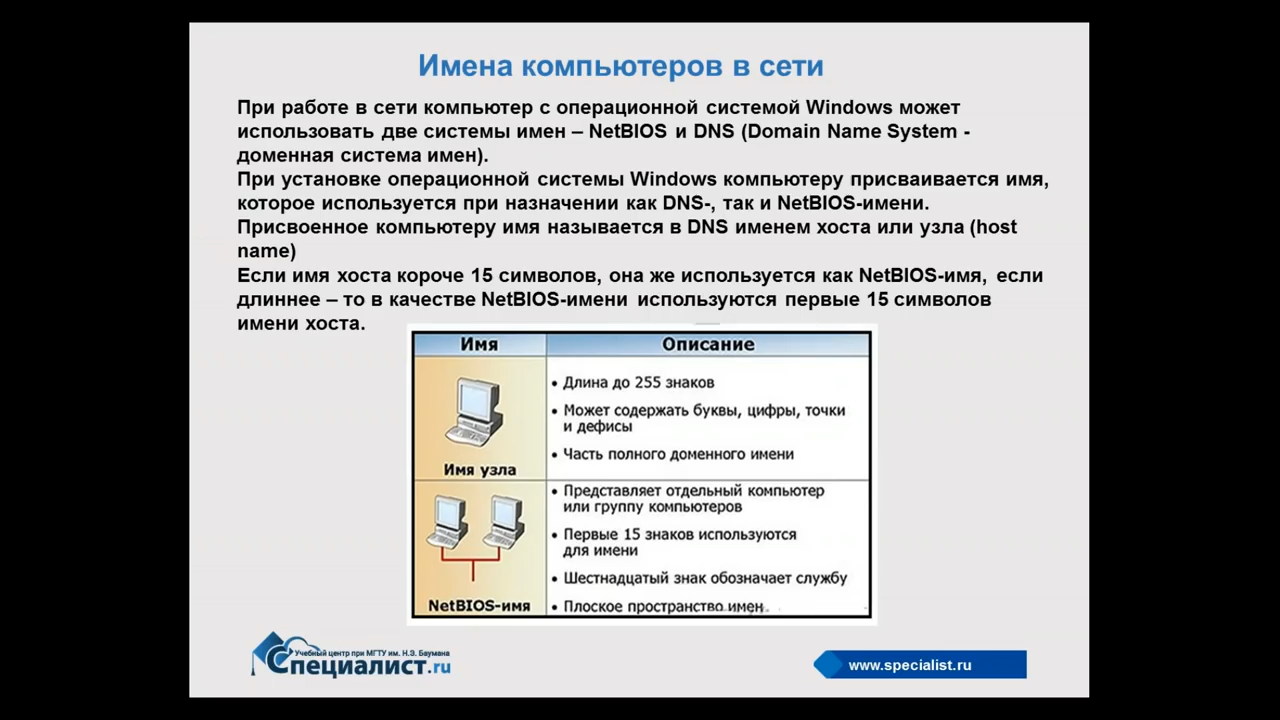 Имена компьютеров в сети
При работе в сети компьютер с операционной системой Windows может
использовать две системы имен – NetBIOS и DNS (Domain Name System -
доменная система имен).
При установке операционной системы Windows компьютеру присваивается имя,
которое используется при назначении как DNS-, так и NetBIOS-имени.
Присвоенное компьютеру имя называется в DNS именем хоста или узла (host
name)
Если имя хоста короче 15 символов, она же используется как NetBIOS-имя, если
длиннее – то в качестве NetBIOS-имени используются первые 15 символов
имени хоста.
Имя
Описание
• Длина до 255 знаков
• Может содержать буквы, цифры, точки
и дефисы
• Часть полного доменного имени
Имя узла
• Представляет отдельный компьютер
или группу компьютеров
• Первые 15 знаков используются
для имени
• Шестнадцатый знак обозначает службу
• Плоское пространство имен
NetBIOS-имя
Учебный центр при МГТУ им. Н.Э. Баумана
Специалист.ru
www.specialist.ru